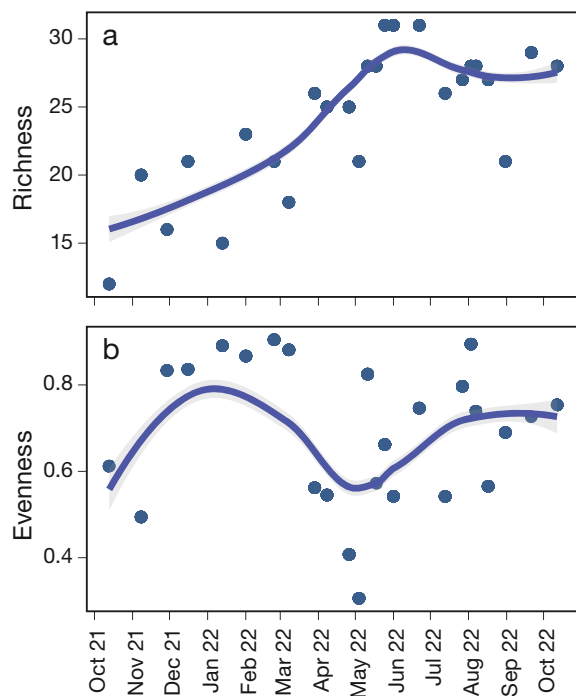 a
Richness
30
25
20
15
b
Evenness
0.8
0.6
0.4
Oct 21
Nov 21
Dec 21
Jan 22
Feb 22
Mar 22
Apr 22
May 22
Jun 22
Jul 22
Aug 22
Sep 22
Oct 22